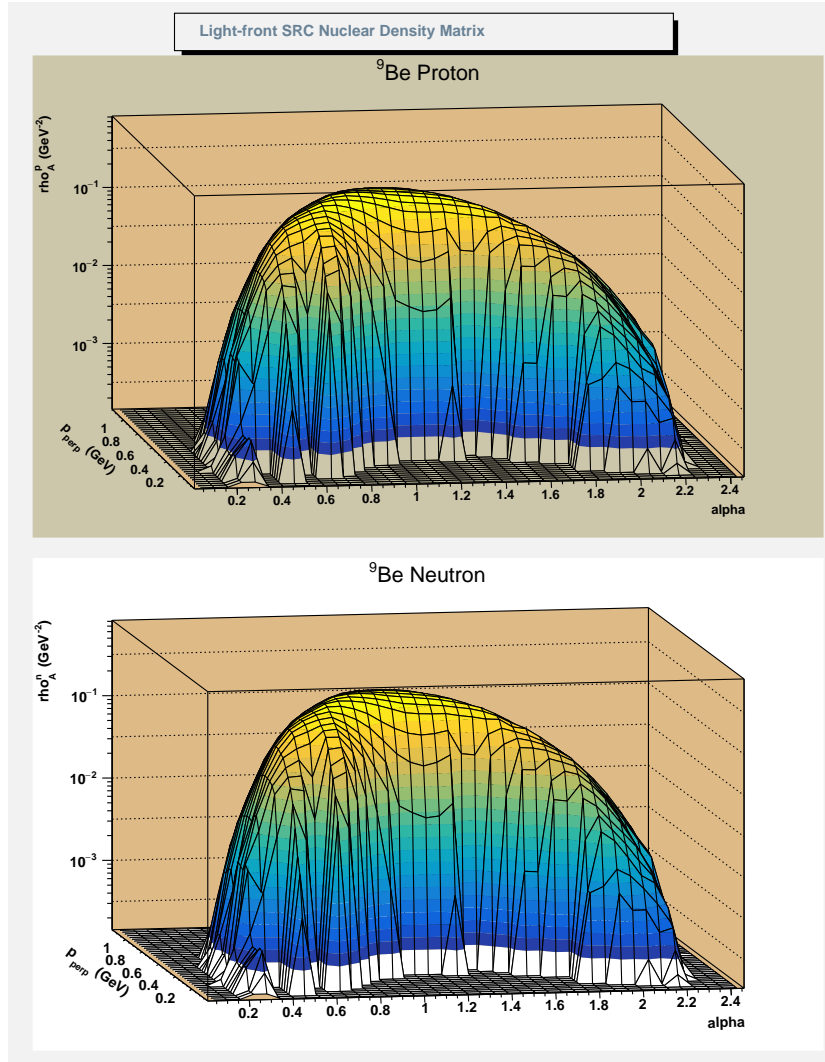 Light-front SRC Nuclear Density Matrix
⁹Be Proton
rho_A^p (GeV⁻²)
10⁻¹
10⁻²
10⁻³
p_perp (GeV)
1
0.8
0.6
0.4
0.2
0.2 0.4 0.6 0.8 1 1.2 1.4 1.6 1.8 2 2.2 2.4
alpha
⁹Be Neutron
rho_A^n (GeV⁻²)
10⁻¹
10⁻²
10⁻³
p_perp (GeV)
1
0.8
0.6
0.4
0.2
0.2 0.4 0.6 0.8 1 1.2 1.4 1.6 1.8 2 2.2 2.4
alpha